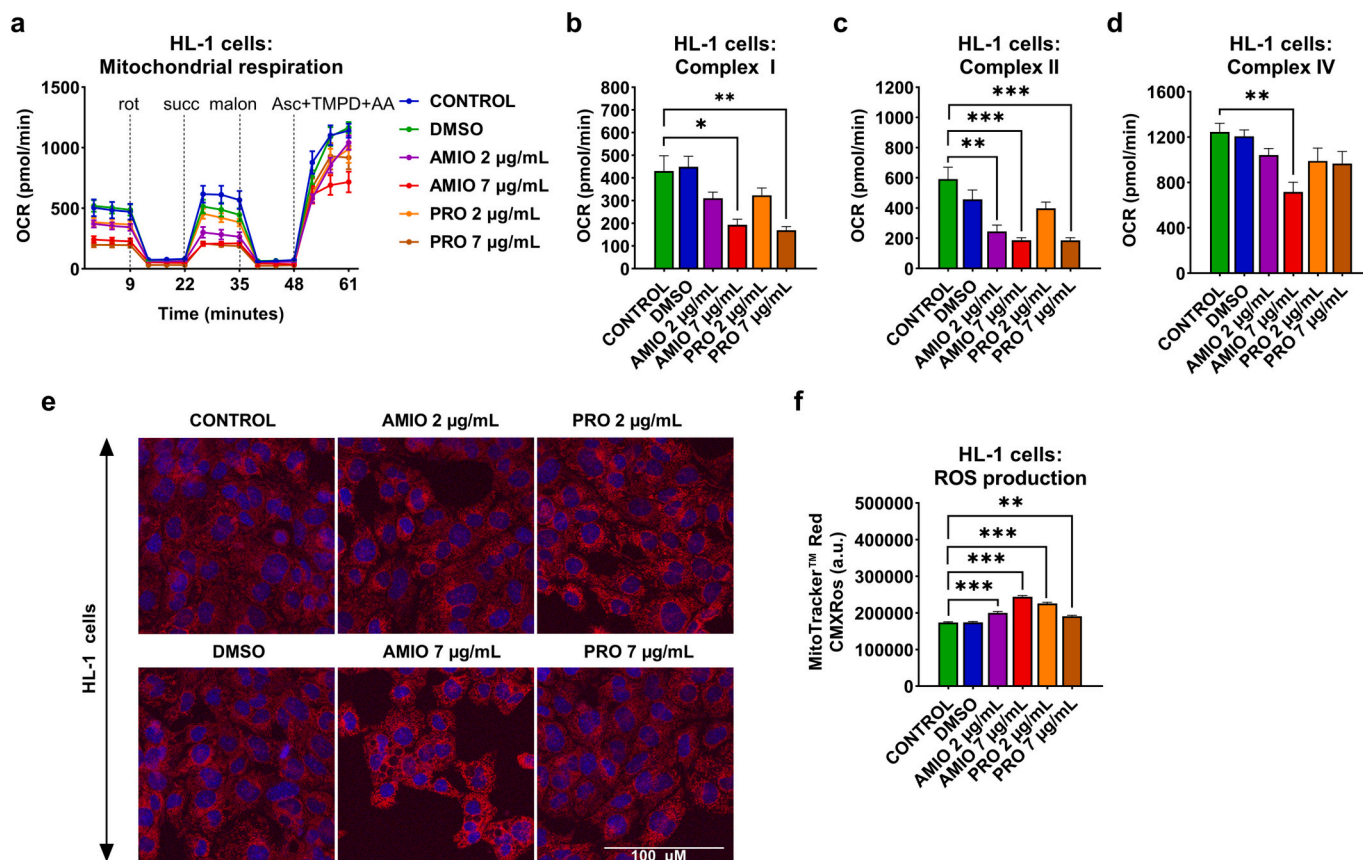 a
HL-1 cells:
Mitochondrial respiration
OCR (pmol/min)
1500
1000
500
0
rot
succ
malon
Asc+TMPD+AA
9
22
35
48
61
Time (minutes)
CONTROL
DMSO
AMIO 2 µg/mL
AMIO 7 µg/mL
PRO 2 µg/mL
PRO 7 µg/mL
b
HL-1 cells:
Complex I
OCR (pmol/min)
800
700
600
500
400
300
200
100
0
**
*
CONTROL
DMSO
AMIO 2 µg/mL
AMIO 7 µg/mL
PRO 2 µg/mL
PRO 7 µg/mL
c
HL-1 cells:
Complex II
OCR (pmol/min)
1200
1000
800
600
400
200
0
***
***
**
CONTROL
DMSO
AMIO 2 µg/mL
AMIO 7 µg/mL
PRO 2 µg/mL
PRO 7 µg/mL
d
HL-1 cells:
Complex IV
OCR (pmol/min)
1600
1200
800
400
0
**
CONTROL
DMSO
AMIO 2 µg/mL
AMIO 7 µg/mL
PRO 2 µg/mL
PRO 7 µg/mL
e
HL-1 cells
CONTROL
AMIO 2 µg/mL
PRO 2 µg/mL
DMSO
AMIO 7 µg/mL
PRO 7 µg/mL
100 uM
f
HL-1 cells:
ROS production
MitoTracker™ Red
CMXRos (a.u.)
500000
400000
300000
200000
100000
0
**
***
***
***
CONTROL
DMSO
AMIO 2 µg/mL
AMIO 7 µg/mL
PRO 2 µg/mL
PRO 7 µg/mL